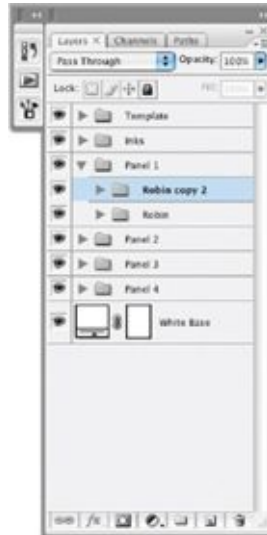 Layers × Channels Paths
Pass Through Opacity: 100%
Lock: Fill:
Template
Inks
Panel 1
Robin copy 2
Robin
Panel 2
Panel 3
Panel 4
White Base
fx